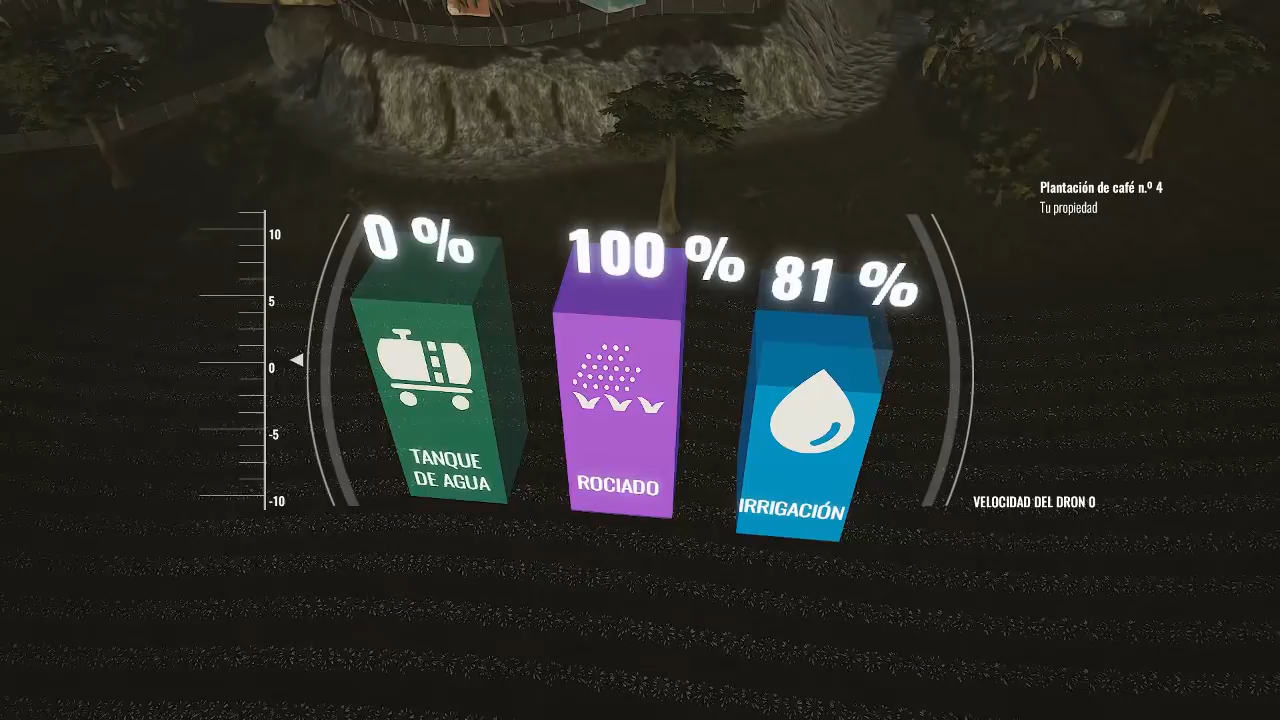 Plantación de café n.º 4
Tu propiedad
0 %
100 %
81 %
10
5
0
-5
-10
TANQUE
DE AGUA
ROCIADO
IRRIGACIÓN
VELOCIDAD DEL DRON 0